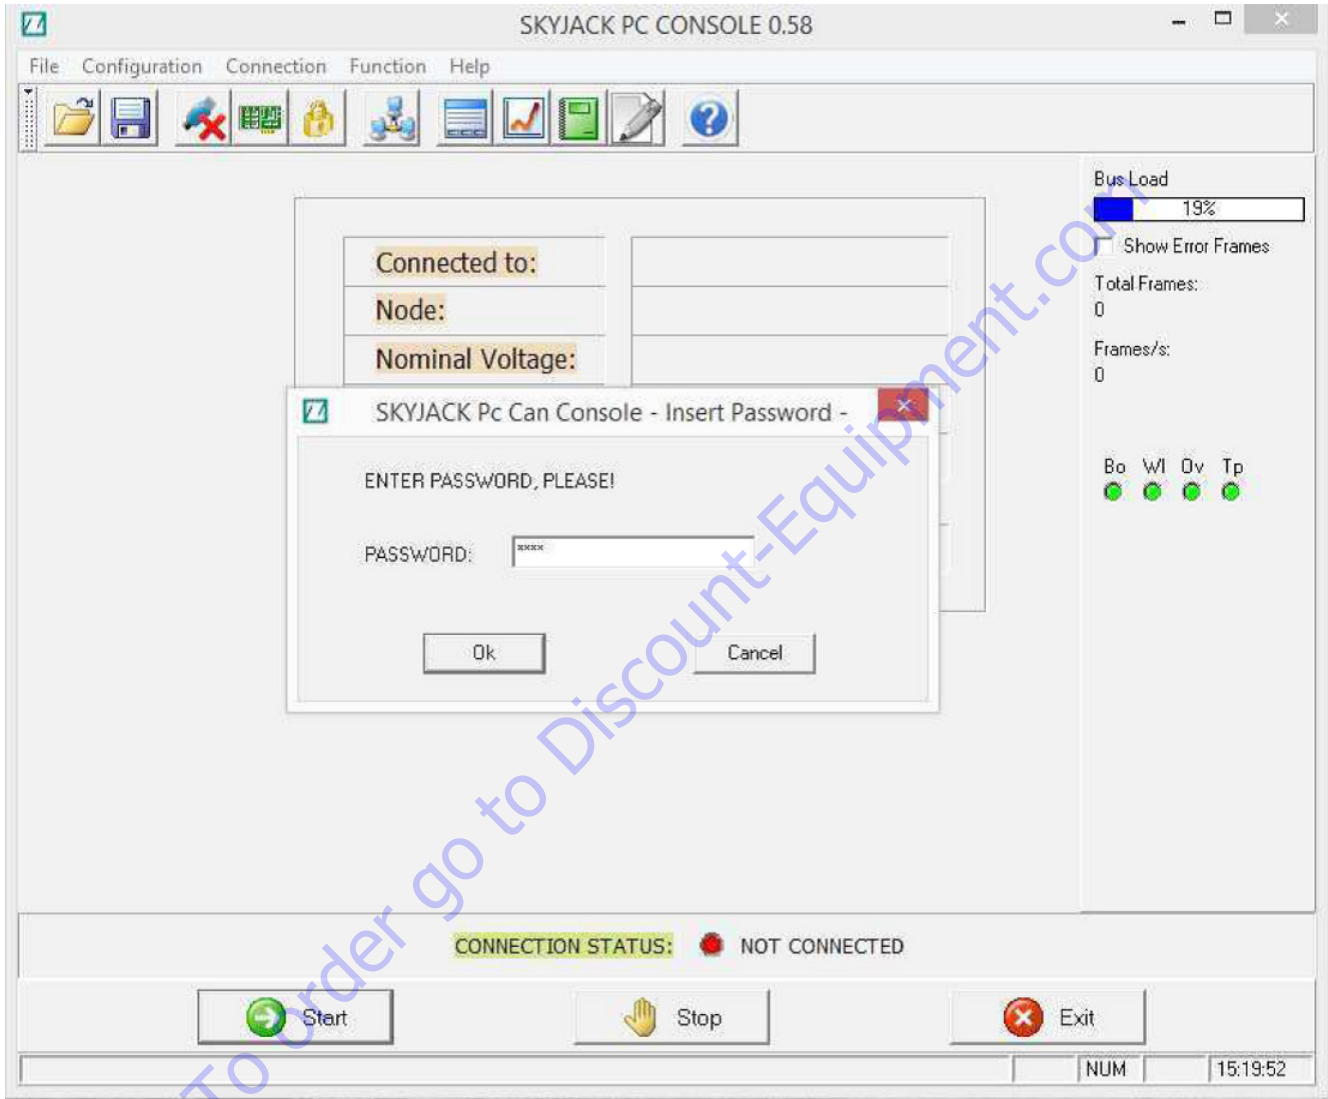 SKYJACK PC CONSOLE 0.58
File Configuration Connection Function Help
Bus Load
19%
Show Error Frames
Total Frames:
0
Frames/s:
0
Bo Wl Ov Tp
Connected to:
Node:
Nominal Voltage:
SKYJACK Pc Can Console - Insert Password -
ENTER PASSWORD, PLEASE!
PASSWORD: xxxx
Ok Cancel
CONNECTION STATUS: NOT CONNECTED
Start Stop Exit
NUM 15:19:52
To order go to Discount-Equipment.com